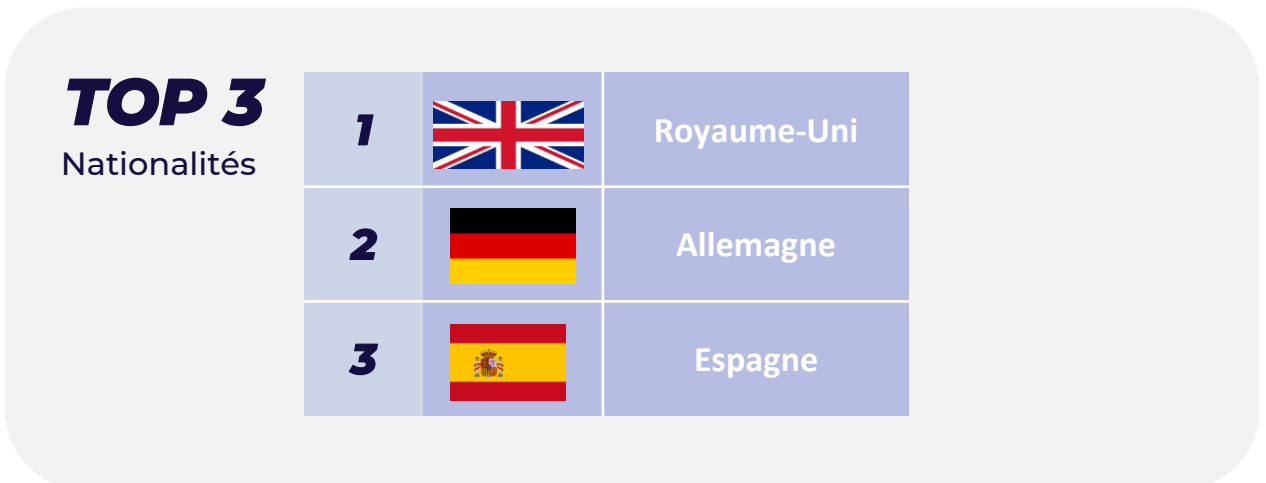 TOP 3
Nationalités
1 Royaume-Uni
2 Allemagne
3 Espagne